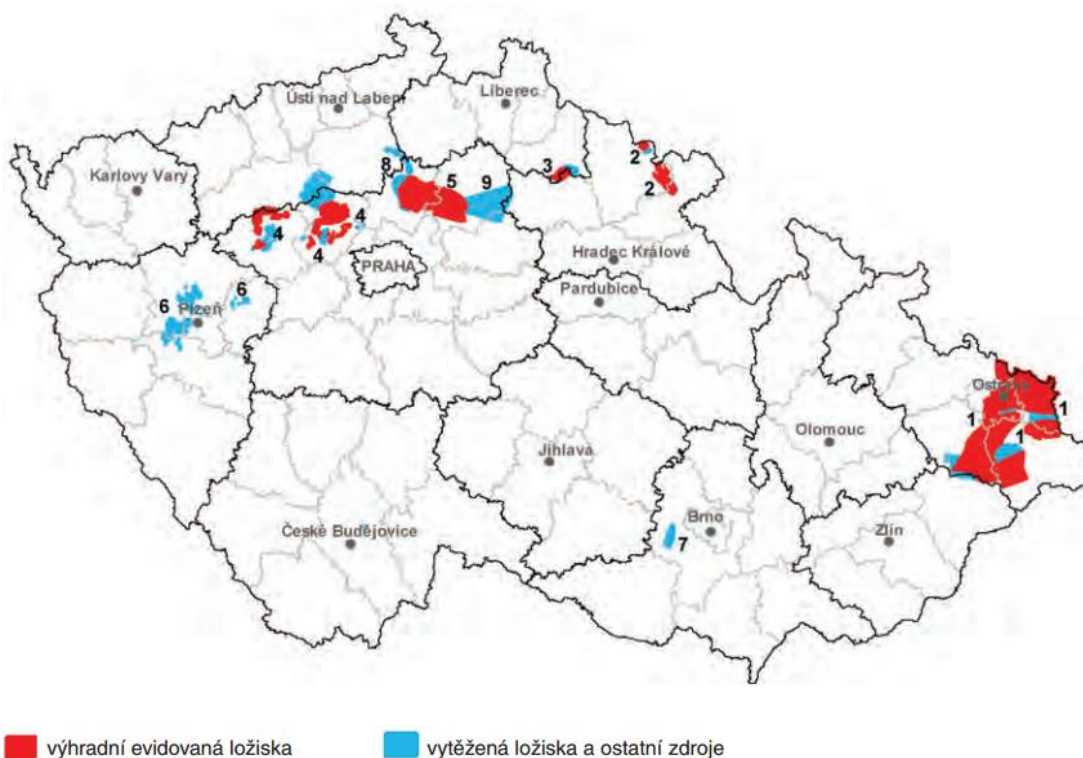 Ústí nad Labem
Liberec
Karlovy Vary
8
3
2
2
5
9
4
4
PRAHA
Hradec Králové
Pardubice
6
6
Plzeň
Ostrava
1
1
1
Olomouc
Jihlava
České Budějovice
Brno
7
Zlín
výhradní evidovaná ložiska
vytěžená ložiska a ostatní zdroje